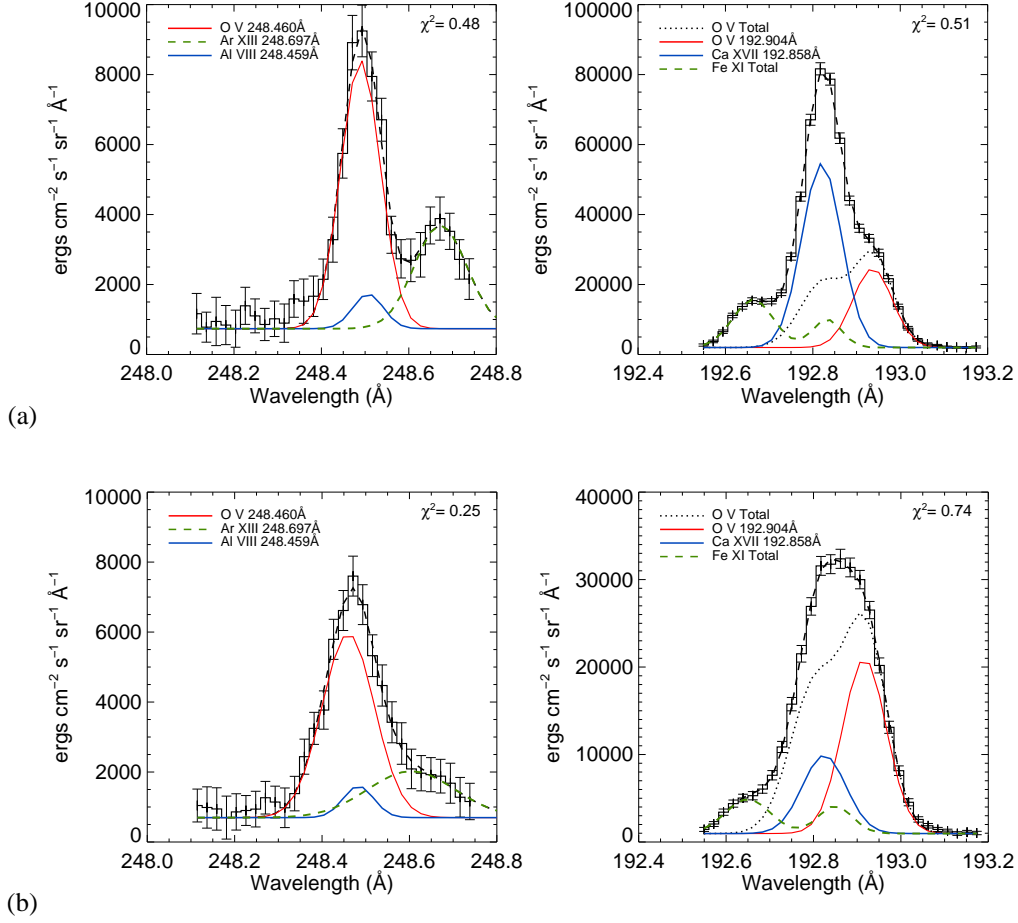 χ²= 0.48
O V 248.460Å
Ar XIII 248.697Å
Al VIII 248.459Å
10000
8000
6000
4000
2000
0
ergs cm⁻² s⁻¹ sr⁻¹ Å⁻¹
248.0 248.2 248.4 248.6 248.8
Wavelength (Å)
χ²= 0.51
O V Total
O V 192.904Å
Ca XVII 192.858Å
Fe XI Total
100000
80000
60000
40000
20000
0
ergs cm⁻² s⁻¹ sr⁻¹ Å⁻¹
192.4 192.6 192.8 193.0 193.2
Wavelength (Å)
(a)
χ²= 0.25
O V 248.460Å
Ar XIII 248.697Å
Al VIII 248.459Å
10000
8000
6000
4000
2000
0
ergs cm⁻² s⁻¹ sr⁻¹ Å⁻¹
248.0 248.2 248.4 248.6 248.8
Wavelength (Å)
χ²= 0.74
O V Total
O V 192.904Å
Ca XVII 192.858Å
Fe XI Total
40000
30000
20000
10000
0
ergs cm⁻² s⁻¹ sr⁻¹ Å⁻¹
192.4 192.6 192.8 193.0 193.2
Wavelength (Å)
(b)